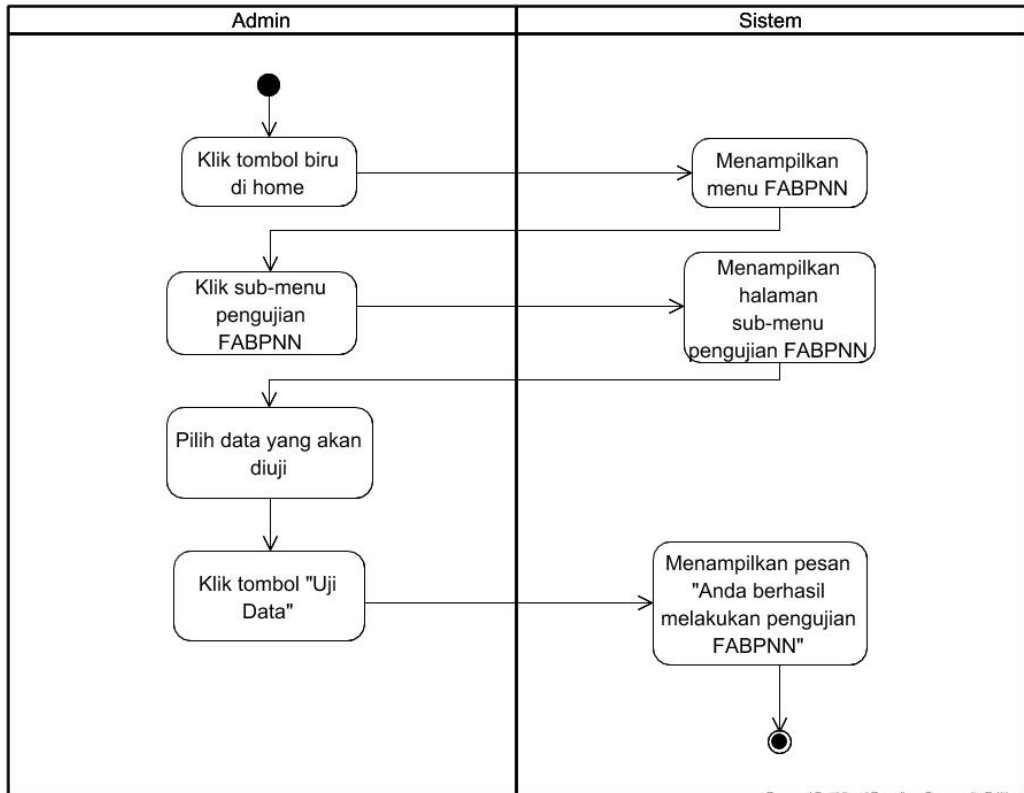 Admin
Sistem
Klik tombol biru
di home
Menampilkan
menu FABPNN
Klik sub-menu
pengujian
FABPNN
Menampilkan
halaman
sub-menu
pengujian FABPNN
Pilih data yang akan
diuji
Klik tombol "Uji
Data"
Menampilkan pesan
"Anda berhasil
melakukan pengujian
FABPNN"